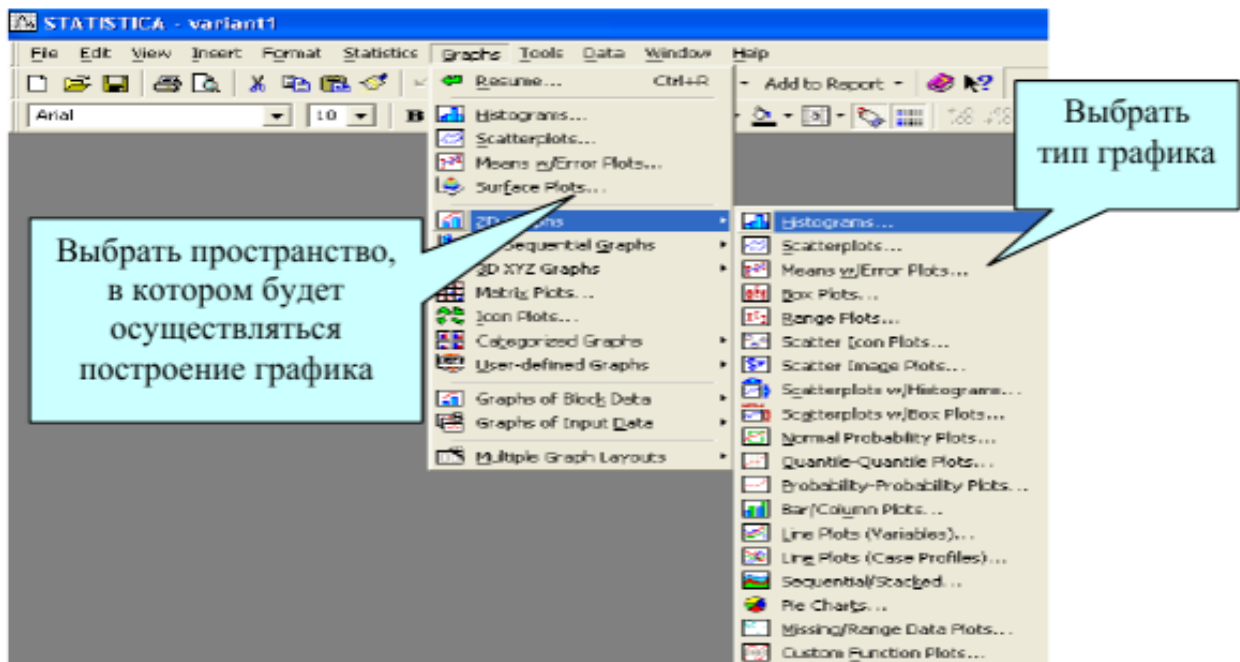 STATISTICA - variant1
File Edit View Insert Format Statistics Graphs Tools Data Window Help
Add to Report
Arial 10 B
Resume... Ctrl+R
Histograms...
Scatterplots...
Means w/Error Plots...
Surface Plots...
2D Graphs
Sequential Graphs
3D XYZ Graphs
Matrix Plots...
Icon Plots...
Categorized Graphs
User-defined Graphs
Graphs of Block Data
Graphs of Input Data
Multiple Graph Layouts
Выбрать пространство,
в котором будет
осуществляться
построение графика
Выбрать
тип графика
Histograms...
Scatterplots...
Means w/Error Plots...
Box Plots...
Range Plots...
Scatter Icon Plots...
Scatter Image Plots...
Scatterplots w/Histograms...
Scatterplots w/Box Plots...
Normal Probability Plots...
Quantile-Quantile Plots...
Probability-Probability Plots...
Bar/Column Plots...
Line Plots (Variables)...
Line Plots (Case Profiles)...
Sequential/Stacked...
Pie Charts...
Missing/Range Data Plots...
Custom Function Plots...